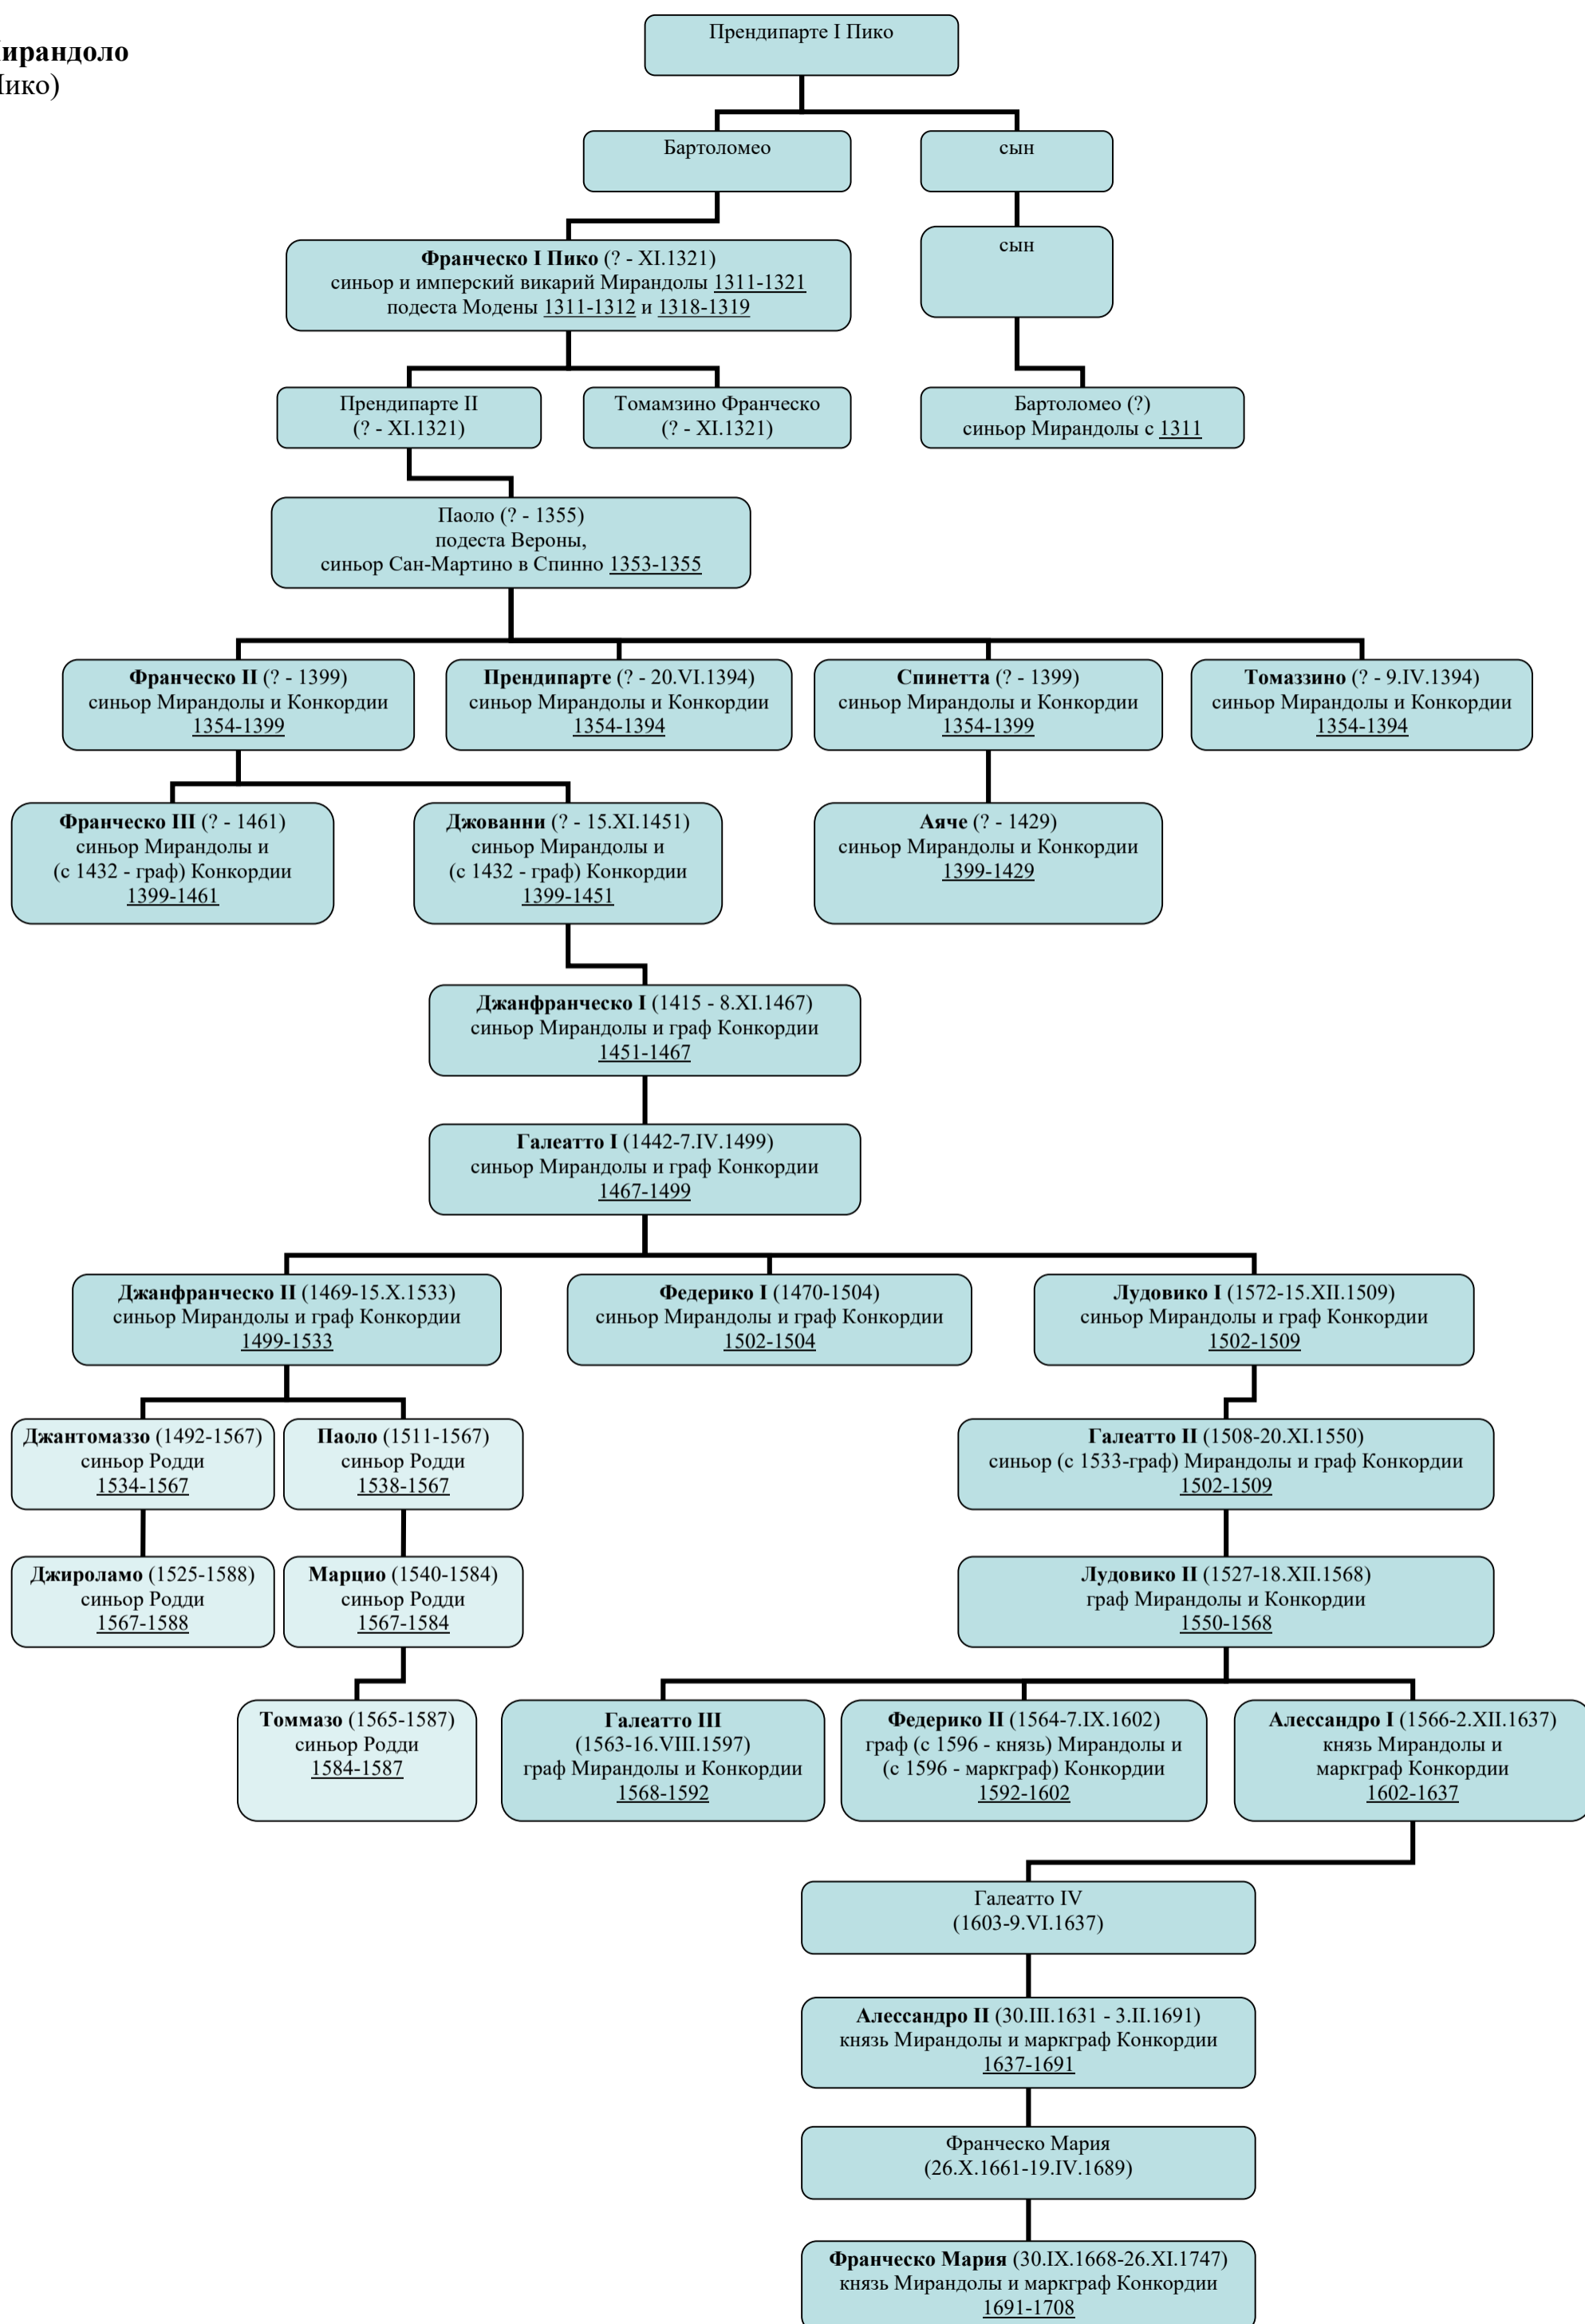 ирандоло
Пико)
Прендипарте I Пико
Бартоломео
сын
Франческо I Пико (? - XI.1321)
синьор и имперский викарий Мирандолы 1311-1321
подеста Модены 1311-1312 и 1318-1319
сын
Прендипарте II
(? - XI.1321)
Томамзино Франческо
(? - XI.1321)
Бартоломео (?)
синьор Мирандолы с 1311
Паоло (? - 1355)
подеста Вероны,
синьор Сан-Мартино в Спинно 1353-1355
Франческо II (? - 1399)
синьор Мирандолы и Конкордии
1354-1399
Прендипарте (? - 20.VI.1394)
синьор Мирандолы и Конкордии
1354-1394
Спинетта (? - 1399)
синьор Мирандолы и Конкордии
1354-1399
Томаззино (? - 9.IV.1394)
синьор Мирандолы и Конкордии
1354-1394
Франческо III (? - 1461)
синьор Мирандолы и
(с 1432 - граф) Конкордии
1399-1461
Джованни (? - 15.XI.1451)
синьор Мирандолы и
(с 1432 - граф) Конкордии
1399-1451
Аяче (? - 1429)
синьор Мирандолы и Конкордии
1399-1429
Джанфранческо I (1415 - 8.XI.1467)
синьор Мирандолы и граф Конкордии
1451-1467
Галеатто I (1442-7.IV.1499)
синьор Мирандолы и граф Конкордии
1467-1499
Джанфранческо II (1469-15.X.1533)
синьор Мирандолы и граф Конкордии
1499-1533
Федерико I (1470-1504)
синьор Мирандолы и граф Конкордии
1502-1504
Лудовико I (1572-15.XII.1509)
синьор Мирандолы и граф Конкордии
1502-1509
Джантомаззо (1492-1567)
синьор Родди
1534-1567
Паоло (1511-1567)
синьор Родди
1538-1567
Галеатто II (1508-20.XI.1550)
синьор (с 1533-граф) Мирандолы и граф Конкордии
1502-1509
Джироламо (1525-1588)
синьор Родди
1567-1588
Марцио (1540-1584)
синьор Родди
1567-1584
Лудовико II (1527-18.XII.1568)
граф Мирандолы и Конкордии
1550-1568
Томмазо (1565-1587)
синьор Родди
1584-1587
Галеатто III
(1563-16.VIII.1597)
граф Мирандолы и Конкордии
1568-1592
Федерико II (1564-7.IX.1602)
граф (с 1596 - князь) Мирандолы и
(с 1596 - маркграф) Конкордии
1592-1602
Алессандро I (1566-2.XII.1637)
князь Мирандолы и
маркграф Конкордии
1602-1637
Галеатто IV
(1603-9.VI.1637)
Алессандро II (30.III.1631 - 3.II.1691)
князь Мирандолы и маркграф Конкордии
1637-1691
Франческо Мария
(26.X.1661-19.IV.1689)
Франческо Мария (30.IX.1668-26.XI.1747)
князь Мирандолы и маркграф Конкордии
1691-1708